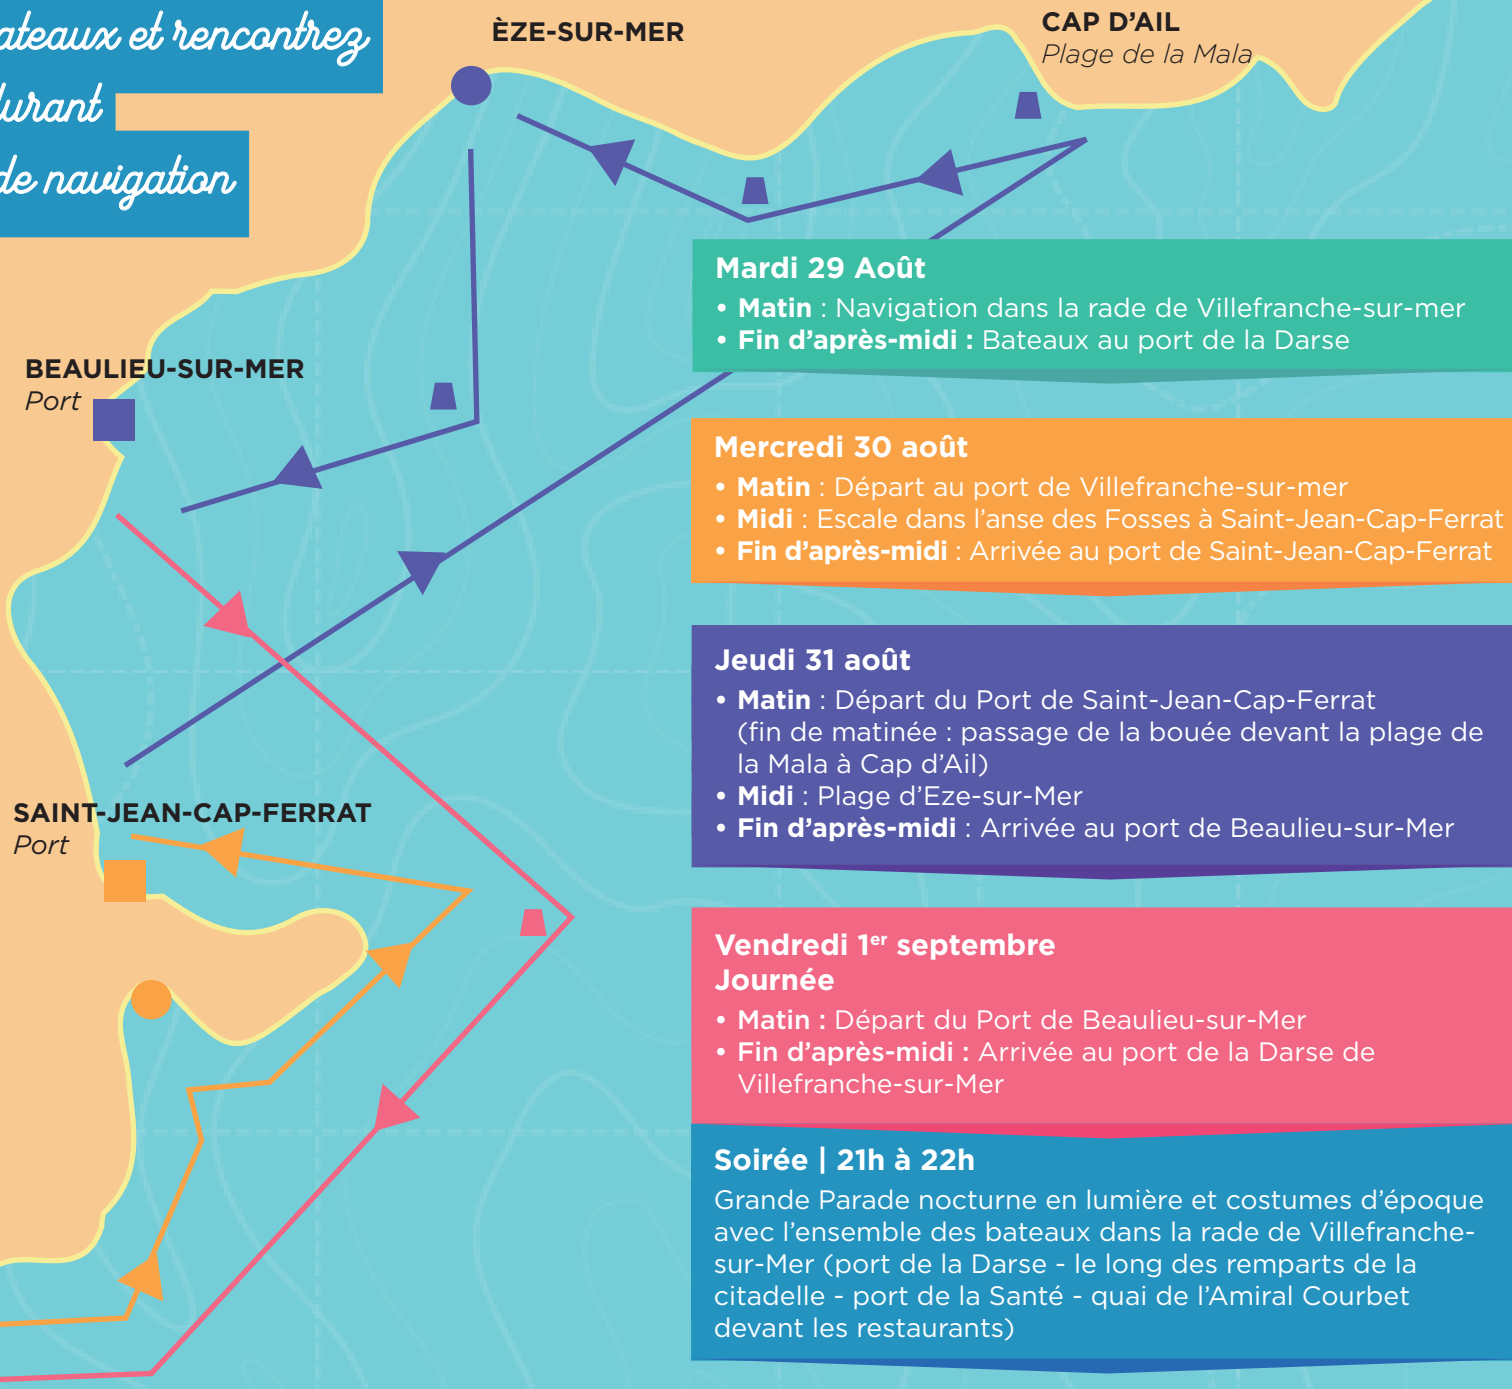 ateaux et rencontrez
durant
de navigation
ÈZE-SUR-MER
CAP D'AIL
Plage de la Mala
BEAULIEU-SUR-MER
Port
SAINT-JEAN-CAP-FERRAT
Port
Mardi 29 Août
• Matin : Navigation dans la rade de Villefranche-sur-mer
• Fin d'après-midi : Bateaux au port de la Darse
Mercredi 30 août
• Matin : Départ au port de Villefranche-sur-mer
• Midi : Escale dans l'anse des Fosses à Saint-Jean-Cap-Ferrat
• Fin d'après-midi : Arrivée au port de Saint-Jean-Cap-Ferrat
Jeudi 31 août
• Matin : Départ du Port de Saint-Jean-Cap-Ferrat
(fin de matinée : passage de la bouée devant la plage de
la Mala à Cap d'Ail)
• Midi : Plage d'Eze-sur-Mer
• Fin d'après-midi : Arrivée au port de Beaulieu-sur-Mer
Vendredi 1er septembre
Journée
• Matin : Départ du Port de Beaulieu-sur-Mer
• Fin d'après-midi : Arrivée au port de la Darse de
Villefranche-sur-Mer
Soirée | 21h à 22h
Grande Parade nocturne en lumière et costumes d'époque
avec l'ensemble des bateaux dans la rade de Villefranche-
sur-Mer (port de la Darse - le long des remparts de la
citadelle - port de la Santé - quai de l'Amiral Courbet
devant les restaurants)